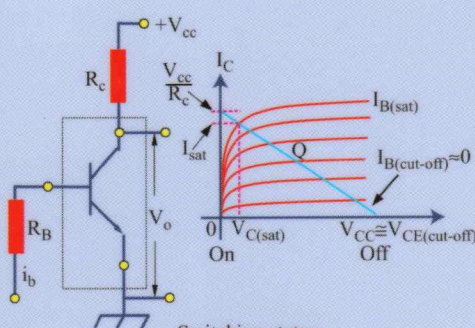 +Vcc
Rc
RB
ib
Vo
IC
Vcc
Rc
Isat
IB(sat)
Q
IB(cut-off)≈0
0
VC(sat)
VCC≅VCE(cut-off)
On
Off